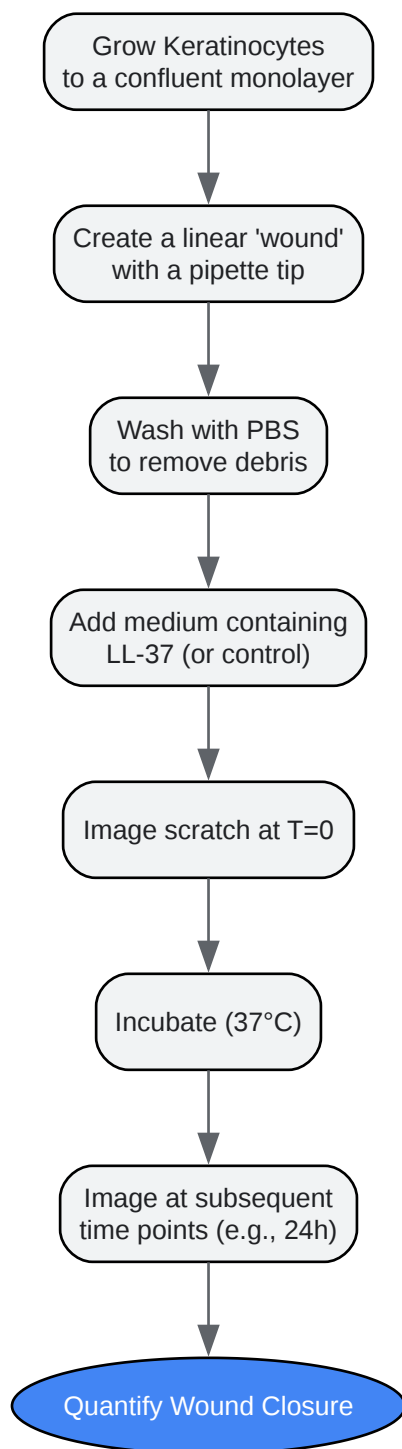 Grow Keratinocytes
to a confluent monolayer
Create a linear 'wound'
with a pipette tip
Wash with PBS
to remove debris
Add medium containing
LL-37 (or control)
Image scratch at T=0
Incubate (37°C)
Image at subsequent
time points (e.g., 24h)
Quantify Wound Closure